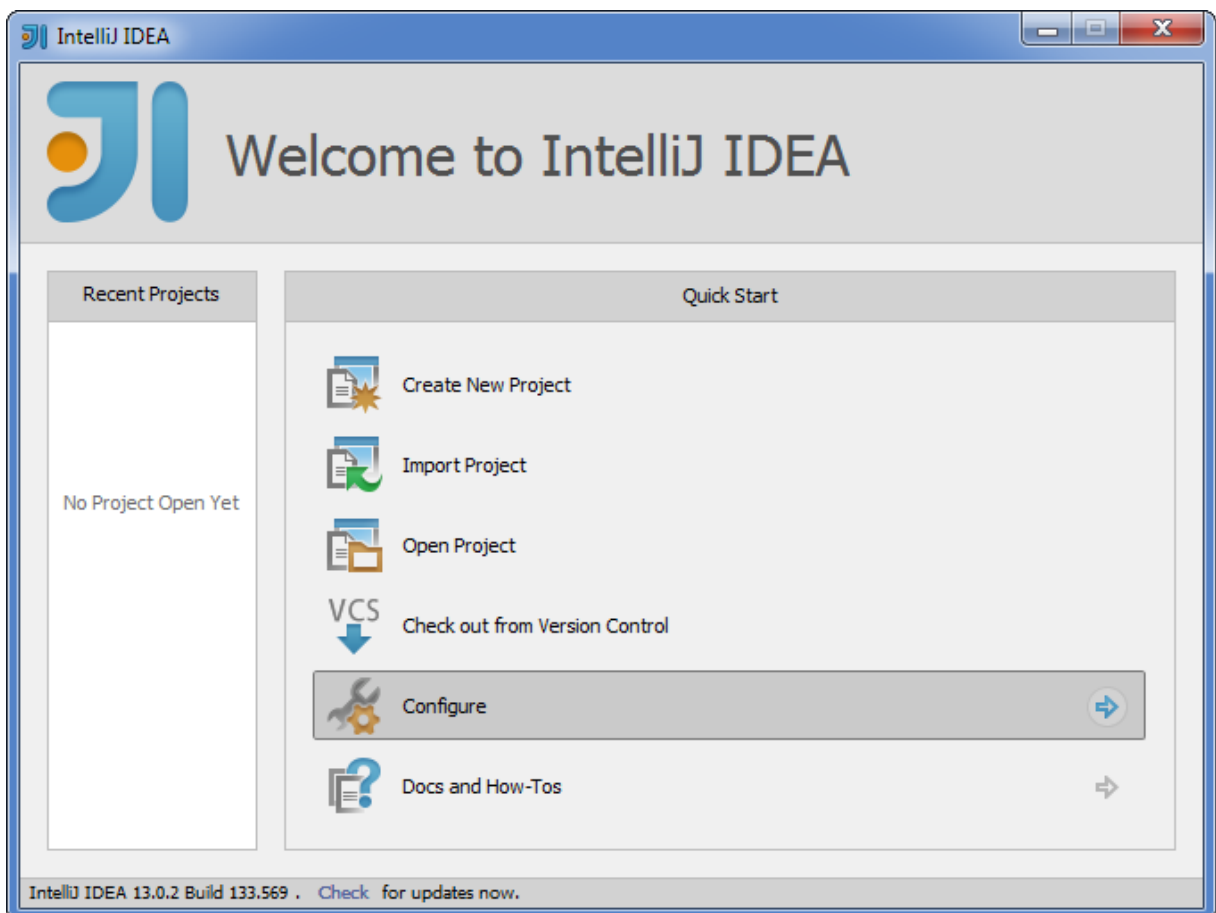 IntelliJ IDEA
Welcome to IntelliJ IDEA
Recent Projects
No Project Open Yet
Quick Start
Create New Project
Import Project
Open Project
VCS
Check out from Version Control
Configure
Docs and How-Tos
IntelliJ IDEA 13.0.2 Build 133.569 . Check for updates now.